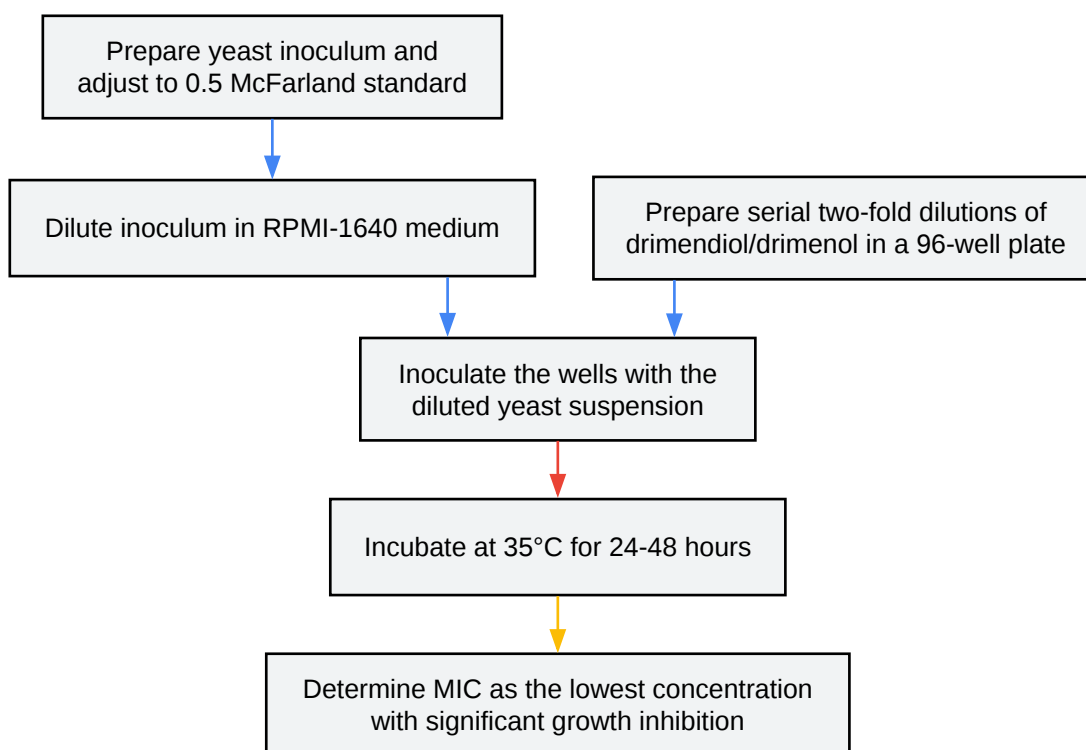 Prepare yeast inoculum and
adjust to 0.5 McFarland standard
Dilute inoculum in RPMI-1640 medium
Prepare serial two-fold dilutions of
drimendiol/drimenol in a 96-well plate
Inoculate the wells with the
diluted yeast suspension
Incubate at 35°C for 24-48 hours
Determine MIC as the lowest concentration
with significant growth inhibition